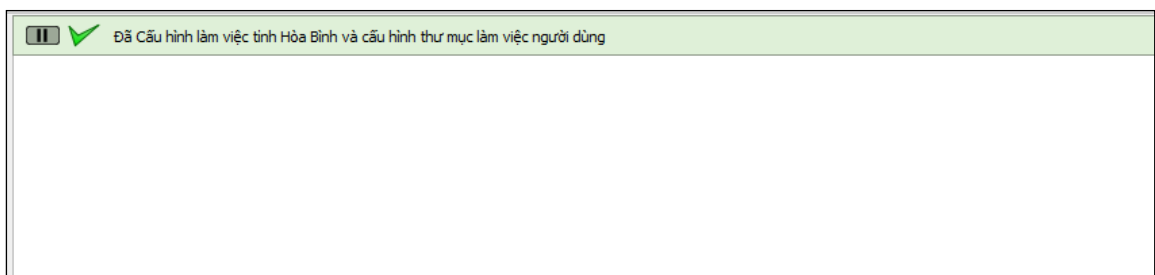 Đã Cấu hình làm việc tỉnh Hòa Bình và cấu hình thư mục làm việc người dùng